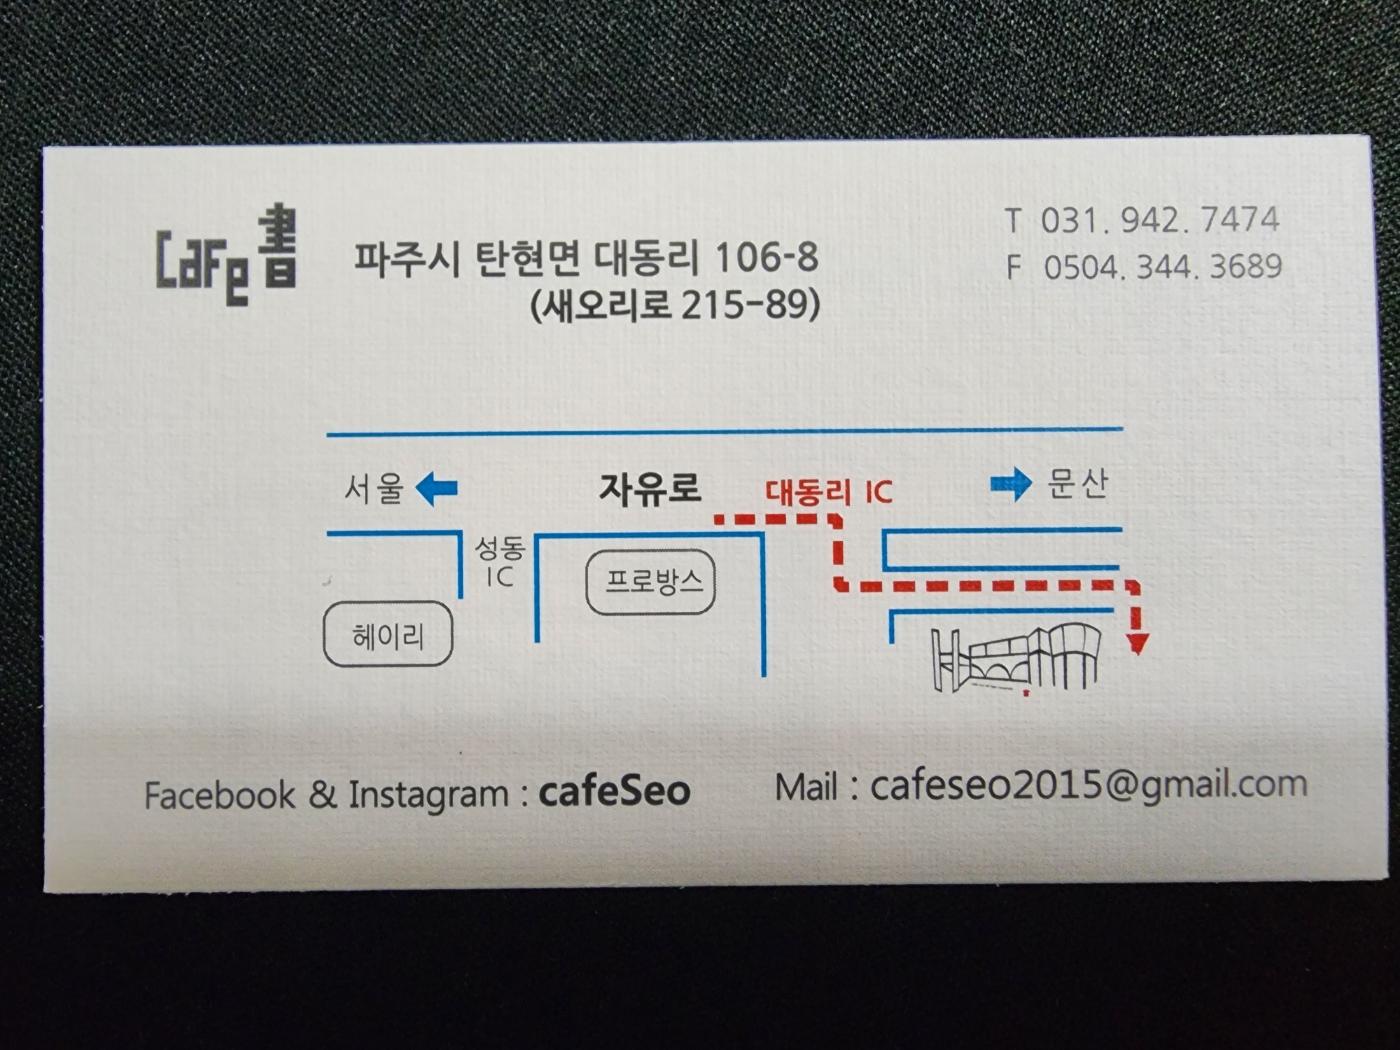 Cafe 書
파주시 탄현면 대동리 106-8
(새오리로 215-89)
T 031. 942. 7474
F 0504. 344. 3689
서울
자유로
대동리 IC
문산
성동
IC
프로방스
헤이리
Facebook & Instagram : cafeSeo
Mail : cafeseo2015@gmail.com